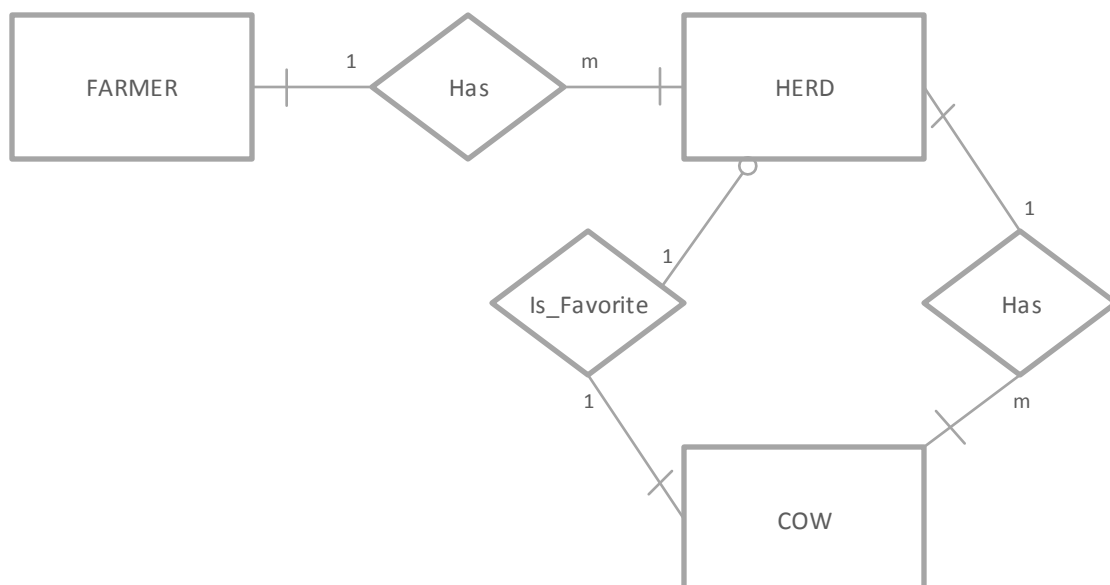 FARMER
1
Has
m
HERD
1
1
Is_Favorite
Has
1
m
COW